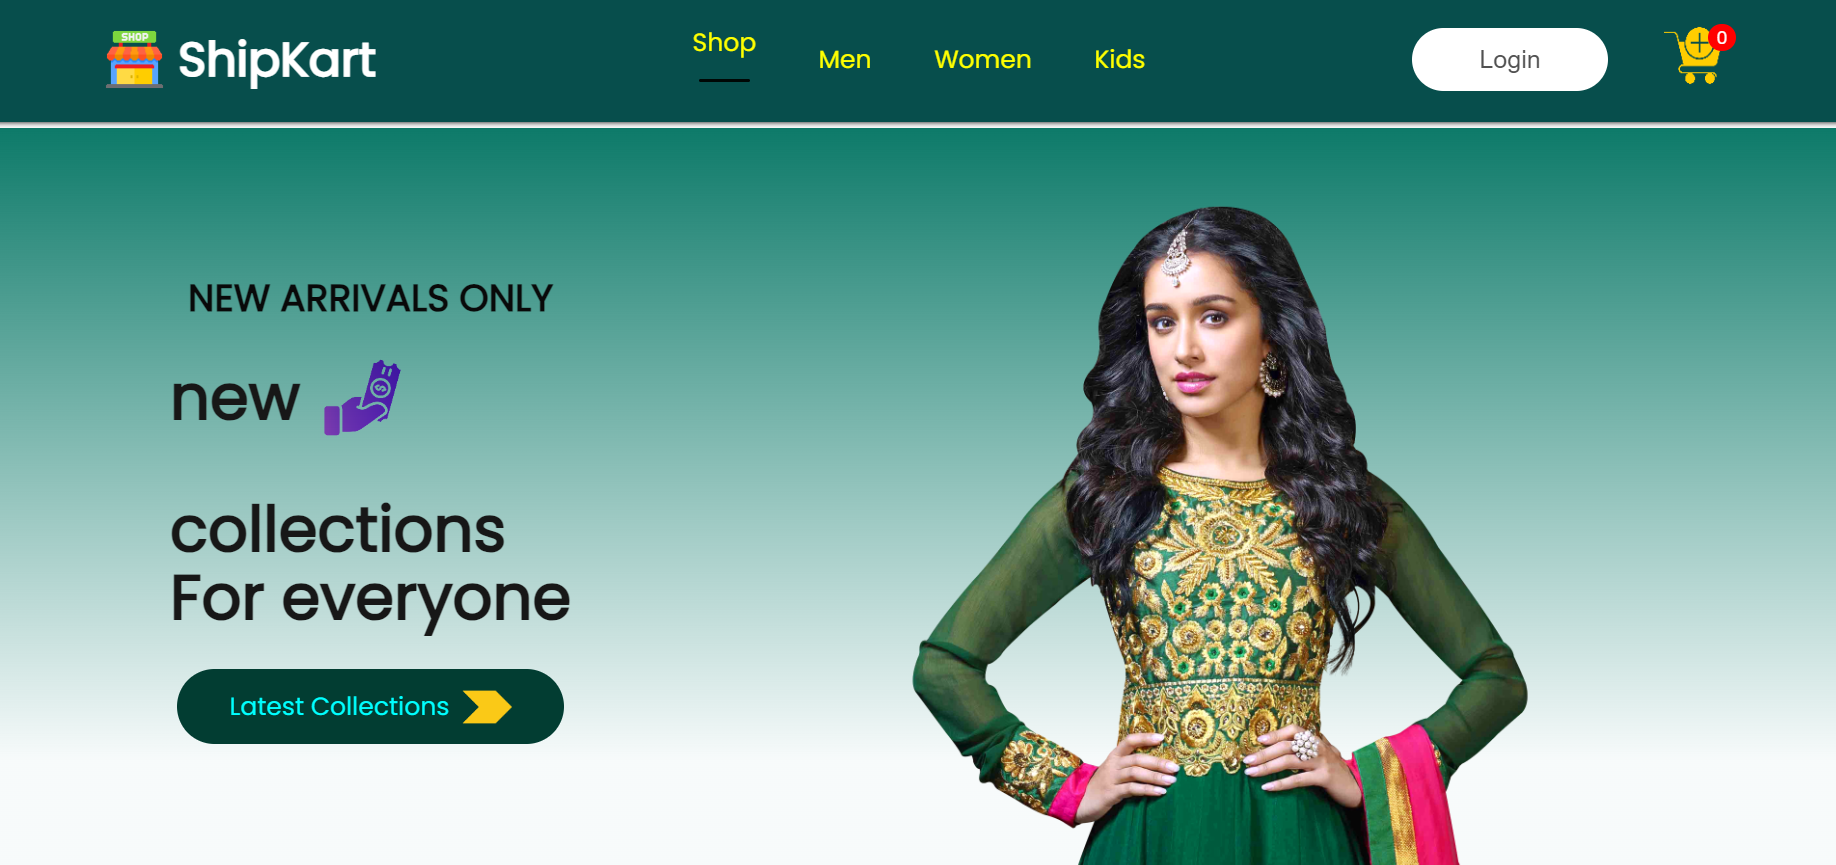 SHOP
ShipKart
Shop Men Women Kids
Login
0
NEW ARRIVALS ONLY
new
$
collections
For everyone
Latest Collections